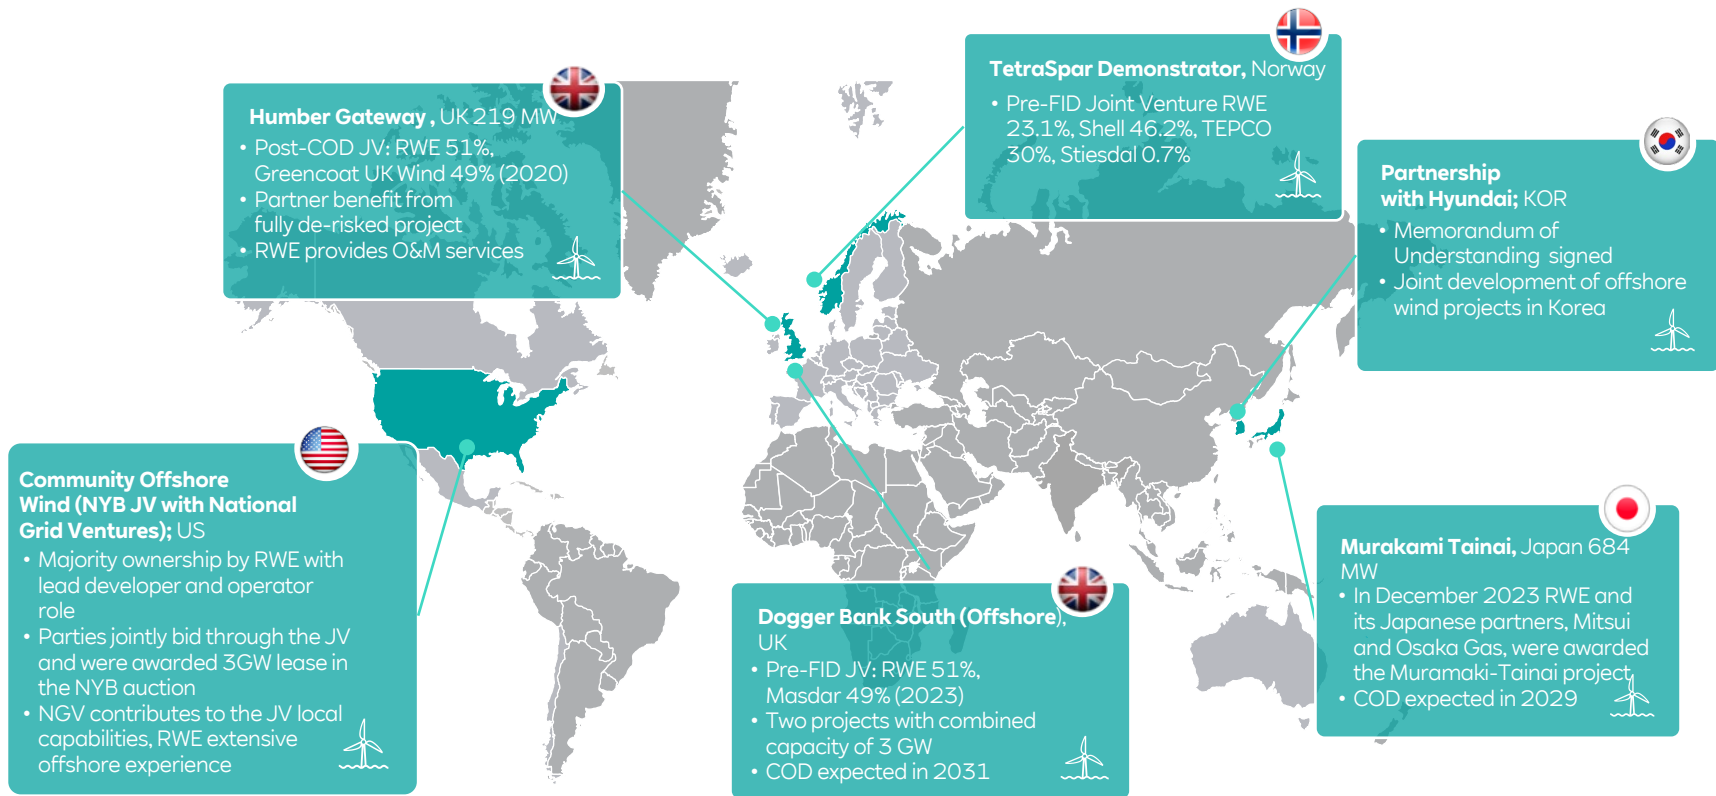 Humber Gateway , UK 219 MW
• Post-COD JV: RWE 51%,
Greencoat UK Wind 49% (2020)
• Partner benefit from
fully de-risked project
• RWE provides O&M services
TetraSpar Demonstrator, Norway
• Pre-FID Joint Venture RWE
23.1%, Shell 46.2%, TEPCO
30%, Stiesdal 0.7%
Partnership
with Hyundai; KOR
• Memorandum of
Understanding signed
• Joint development of offshore
wind projects in Korea
Community Offshore
Wind (NYB JV with National
Grid Ventures); US
• Majority ownership by RWE with
lead developer and operator
role
• Parties jointly bid through the JV
and were awarded 3GW lease in
the NYB auction
• NGV contributes to the JV local
capabilities, RWE extensive
offshore experience
Dogger Bank South (Offshore),
UK
• Pre-FID JV: RWE 51%,
Masdar 49% (2023)
• Two projects with combined
capacity of 3 GW
• COD expected in 2031
Murakami Tainai, Japan 684
MW
• In December 2023 RWE and
its Japanese partners, Mitsui
and Osaka Gas, were awarded
the Muramaki-Tainai project
• COD expected in 2029